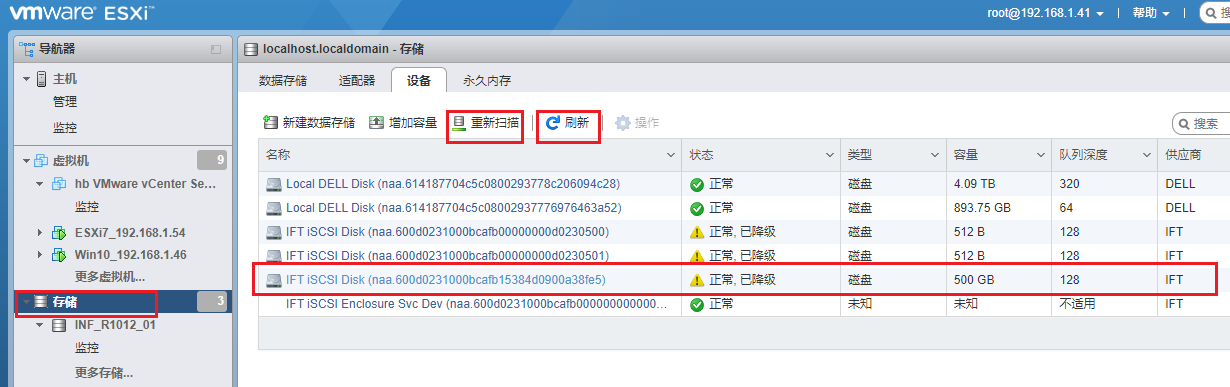 vmware ESXi
root@192.168.1.41 | 帮助 | 搜
导航器
主机
管理
监控
虚拟机 9
hb VMware vCenter Se...
监控
ESXi7_192.168.1.54
Win10_192.168.1.46
更多虚拟机...
存储 3
INF_R1012_01
监控
更多存储...
localhost.localdomain - 存储
数据存储 适配器 设备 永久内存
新建数据存储 增加容量 重新扫描 | 刷新 操作 搜索
名称 状态 类型 容量 队列深度 供应商
Local DELL Disk (naa.614187704c5c0800293778c206094c28) 正常 磁盘 4.09 TB 320 DELL
Local DELL Disk (naa.614187704c5c08002937776976463a52) 正常 磁盘 893.75 GB 64 DELL
IFT iSCSI Disk (naa.600d0231000bcafb00000000d0230500) 正常, 已降级 磁盘 512 B 128 IFT
IFT iSCSI Disk (naa.600d0231000bcafb00000000d0230501) 正常, 已降级 磁盘 512 B 128 IFT
IFT iSCSI Disk (naa.600d0231000bcafb15384d0900a38fe5) 正常, 已降级 磁盘 500 GB 128 IFT
IFT iSCSI Enclosure Svc Dev (naa.600d0231000bcafb000000000000... 正常 未知 未知 不适用 IFT